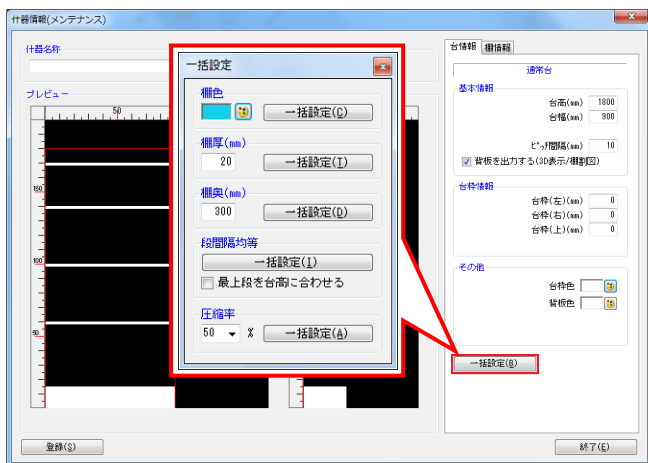 什器情報(メンテナンス)
什器名称
プレビュー
50
150
100
50
一括設定
棚色
一括設定(C)
棚厚(mm)
20
一括設定(T)
棚奥(mm)
300
一括設定(D)
段間隔均等
一括設定(I)
最上段を台高に合わせる
圧縮率
50 %
一括設定(A)
台情報 棚情報
通常台
基本情報
台高(mm) 1800
台幅(mm) 900
ピッチ間隔(mm) 10
背板を出力する(3D表示/棚割図)
台枠情報
台枠(左)(mm) 0
台枠(右)(mm) 0
台枠(上)(mm) 0
その他
台枠色
背板色
一括設定(B)
登録(S)
終了(E)